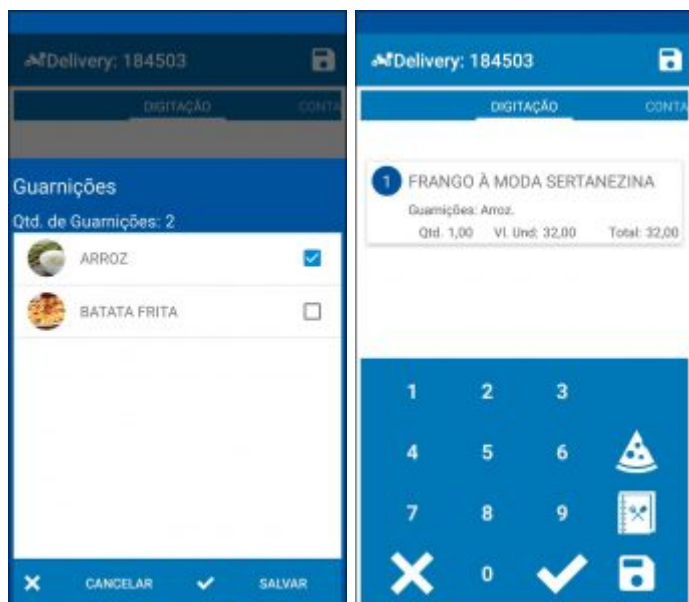 Delivery: 184503
DIGITAÇÃO CONTA
Guarnições
Qtd. de Guarnições: 2
ARROZ
BATATA FRITA
CANCELAR SALVAR
Delivery: 184503
DIGITAÇÃO CONTA
1 FRANGO À MODA SERTANEZINA
Guarnições: Arroz.
Qtd. 1,00 Vl. Und: 32,00 Total: 32,00
1 2 3
4 5 6
7 8 9
0